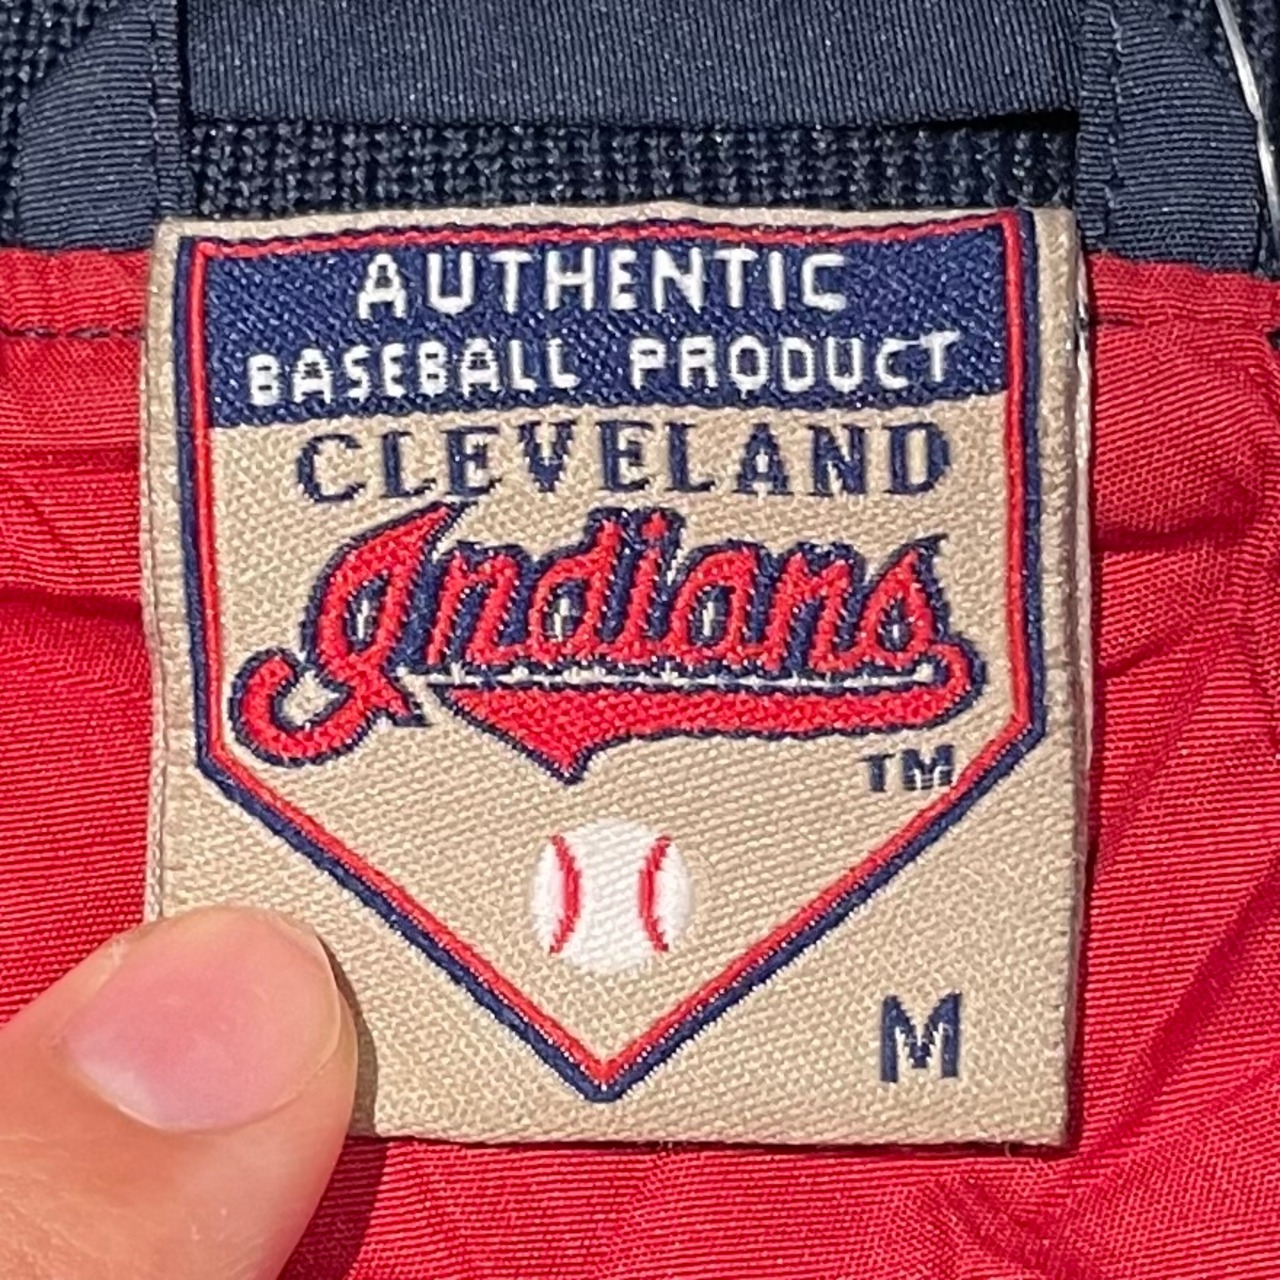 AUTHENTIC
BASEBALL PRODUCT
CLEVELAND
Indians
TM
M